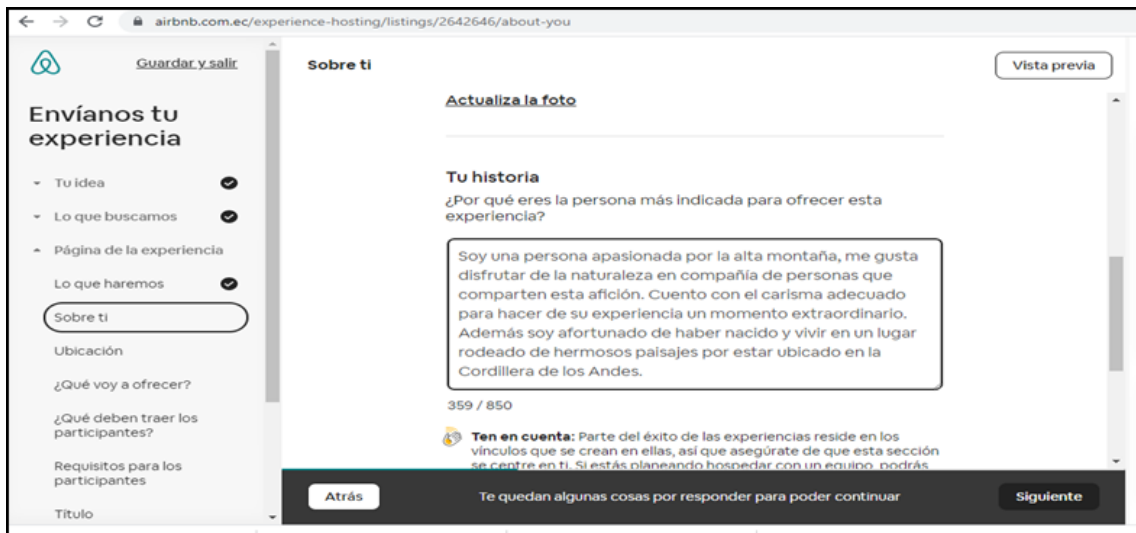 airbnb.com.ec/experience-hosting/listings/2642646/about-you
Guardar y salir
Envíanos tu
experiencia
Tu idea
Lo que buscamos
Página de la experiencia
Lo que haremos
Sobre ti
Ubicación
¿Qué voy a ofrecer?
¿Qué deben traer los
participantes?
Requisitos para los
participantes
Título
Sobre ti
Vista previa
Actualiza la foto
Tu historia
¿Por qué eres la persona más indicada para ofrecer esta
experiencia?
Soy una persona apasionada por la alta montaña, me gusta
disfrutar de la naturaleza en compañía de personas que
comparten esta afición. Cuento con el carisma adecuado
para hacer de su experiencia un momento extraordinario.
Además soy afortunado de haber nacido y vivir en un lugar
rodeado de hermosos paisajes por estar ubicado en la
Cordillera de los Andes.
359 / 850
Ten en cuenta: Parte del éxito de las experiencias reside en los
vínculos que se crean en ellas, así que asegúrate de que esta sección
se centre en ti. Si estás planeando hospedar con un equipo, podrás
Atrás
Te quedan algunas cosas por responder para poder continuar
Siguiente